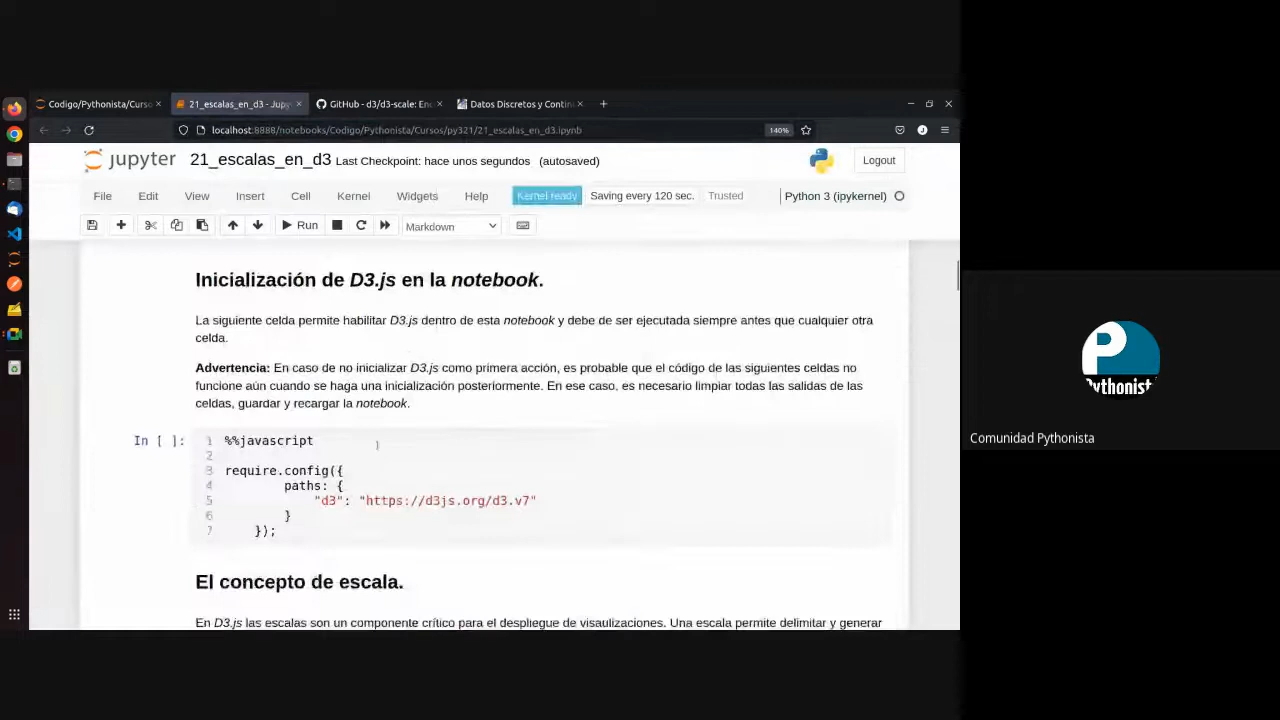 Codigo/Pythonista/Curso
21_escalas_en_d3 - Jupy
GitHub - d3/d3-scale: Enc
Datos Discretos y Contin
localhost:8888/notebooks/Codigo/Pythonista/Cursos/py321/21_escalas_en_d3.ipynb
140%
jupyter
21_escalas_en_d3 Last Checkpoint: hace unos segundos (autosaved)
Logout
File Edit View Insert Cell Kernel Widgets Help
Kernel ready
Saving every 120 sec.
Trusted
Python 3 (ipykernel)
Run
Markdown
Inicialización de D3.js en la notebook.
La siguiente celda permite habilitar D3.js dentro de esta notebook y debe de ser ejecutada siempre antes que cualquier otra
celda.
Advertencia: En caso de no inicializar D3.js como primera acción, es probable que el código de las siguientes celdas no
funcione aún cuando se haga una inicialización posteriormente. En ese caso, es necesario limpiar todas las salidas de las
celdas, guardar y recargar la notebook.
In [ ]:
1 %%javascript
2
3 require.config({
4 paths: {
5 "d3": "https://d3js.org/d3.v7"
6 }
7 });
El concepto de escala.
En D3.js las escalas son un componente crítico para el despliegue de visaulizaciones. Una escala permite delimitar y generar
Pythonist
Comunidad Pythonista